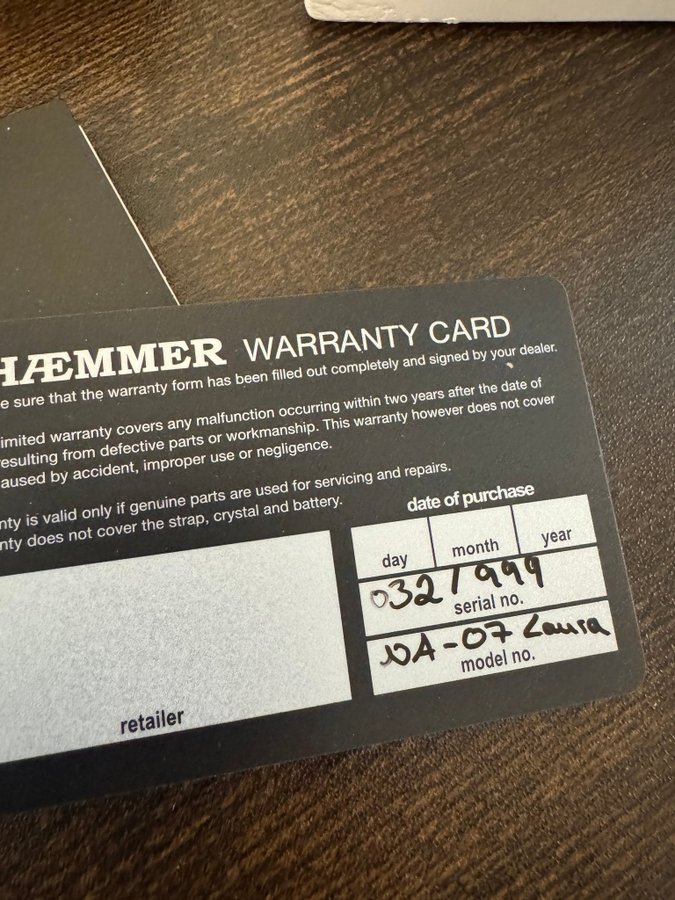 HÆMMER WARRANTY CARD
e sure that the warranty form has been filled out completely and signed by your dealer.
imited warranty covers any malfunction occurring within two years after the date of
esulting from defective parts or workmanship. This warranty however does not cover
aused by accident, improper use or negligence.
nty is valid only if genuine parts are used for servicing and repairs.
nty does not cover the strap, crystal and battery.
date of purchase
day month year
032/999
serial no.
NA-07 Laura
model no.
retailer